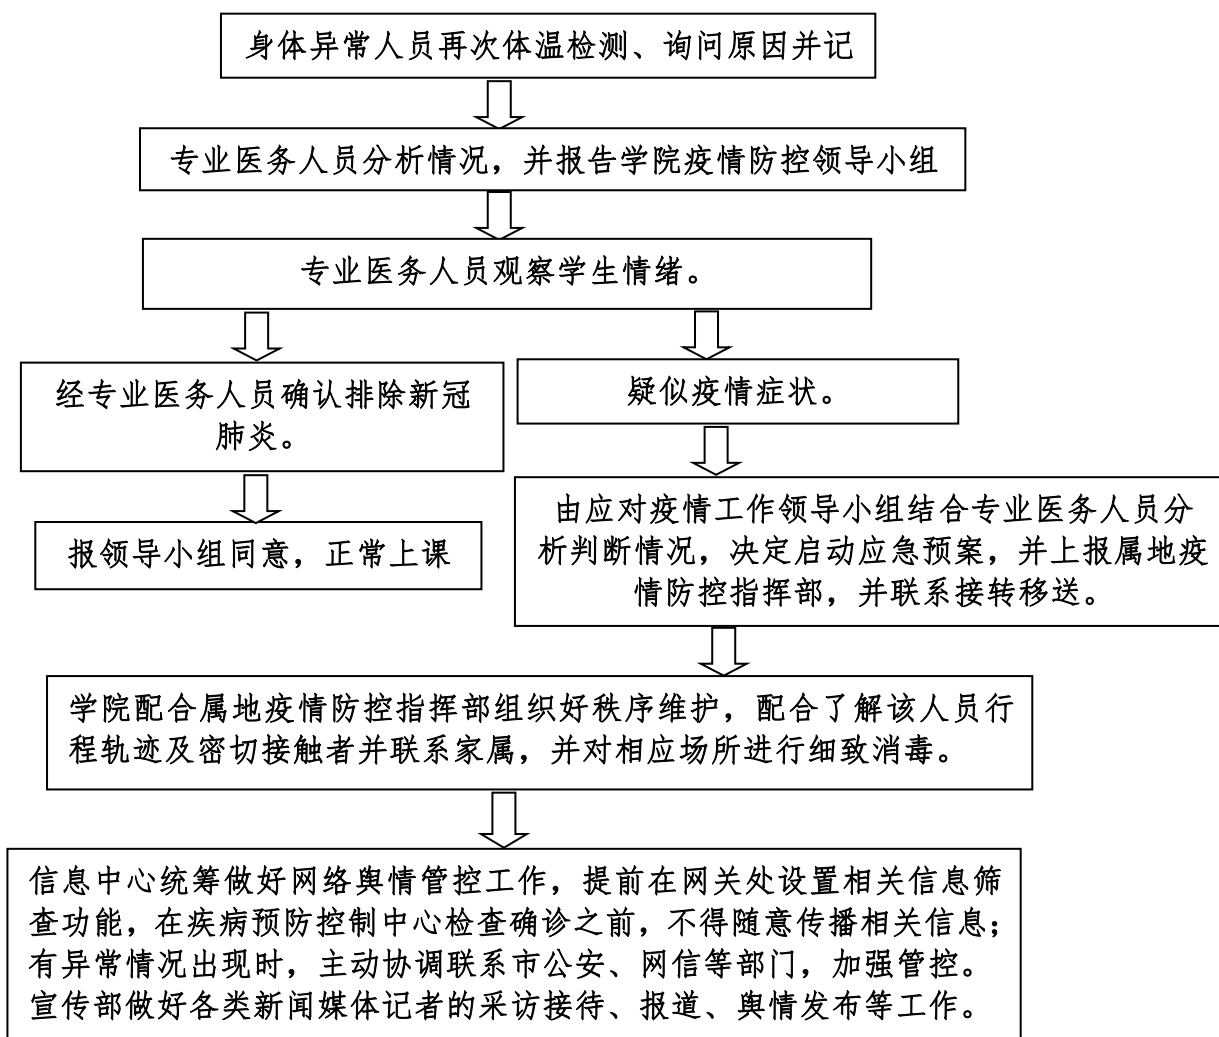 身体异常人员再次体温检测、询问原因并记
专业医务人员分析情况，并报告学院疫情防控领导小组
专业医务人员观察学生情绪。
经专业医务人员确认排除新冠
肺炎。
疑似疫情症状。
报领导小组同意，正常上课
由应对疫情工作领导小组结合专业医务人员分
析判断情况，决定启动应急预案，并上报属地疫
情防控指挥部，并联系接转移送。
学院配合属地疫情防控指挥部组织好秩序维护，配合了解该人员行
程轨迹及密切接触者并联系家属，并对相应场所进行细致消毒。
信息中心统筹做好网络舆情管控工作，提前在网关处设置相关信息筛
查功能，在疾病预防控制中心检查确诊之前，不得随意传播相关信息；
有异常情况出现时，主动协调联系市公安、网信等部门，加强管控。
宣传部做好各类新闻媒体记者的采访接待、报道、舆情发布等工作。